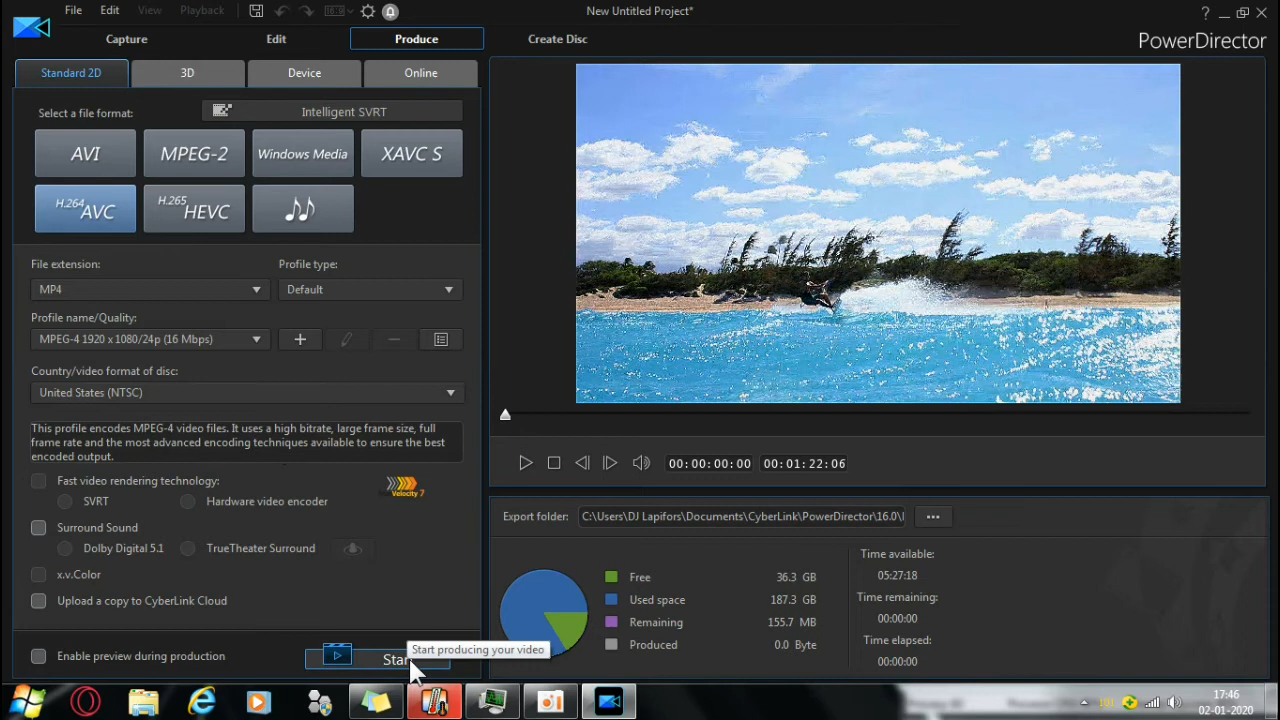 File Edit View Playback 16:9
New Untitled Project*
?
Capture Edit Produce Create Disc
PowerDirector
Standard 2D 3D Device Online
Select a file format:
Intelligent SVRT
AVI MPEG-2 Windows Media XAVC S
H.264 AVC H.265 HEVC
File extension: Profile type:
MP4 Default
Profile name/Quality:
MPEG-4 1920 x 1080/24p (16 Mbps)
Country/video format of disc:
United States (NTSC)
This profile encodes MPEG-4 video files. It uses a high bitrate, large frame size, full
frame rate and the most advanced encoding techniques available to ensure the best
encoded output.
Fast video rendering technology:
Velocity 7
SVRT Hardware video encoder
Surround Sound
Dolby Digital 5.1 TrueTheater Surround
x.v.Color
Upload a copy to CyberLink Cloud
Enable preview during production
Start
Start producing your video
00:00:00:00 00:01:22:06
Export folder: C:\Users\DJ Lapifors\Documents\CyberLink\PowerDirector\16.0\
Free 36.3 GB
Used space 187.3 GB
Remaining 155.7 MB
Produced 0.0 Byte
Time available:
05:27:18
Time remaining:
00:00:00
Time elapsed:
00:00:00
17:46
02-01-2020